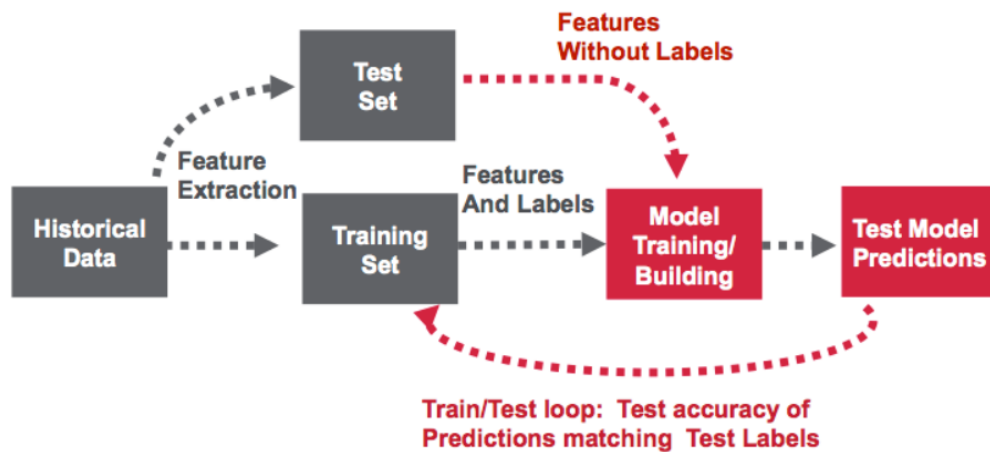 Features
Without Labels
Test
Set
Feature
Extraction
Features
And Labels
Historical
Data
Training
Set
Model
Training/
Building
Test Model
Predictions
Train/Test loop:  Test accuracy of
Predictions matching  Test Labels